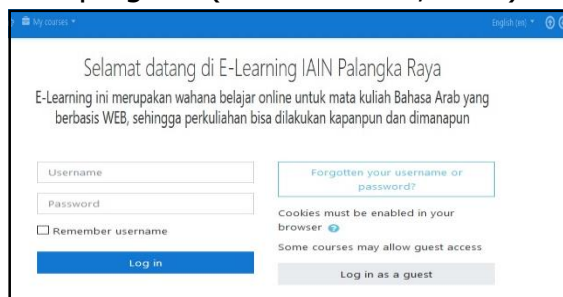 My courses
English (en)
Selamat datang di E-Learning IAIN Palangka Raya
E-Learning ini merupakan wahana belajar online untuk mata kuliah Bahasa Arab yang
berbasis WEB, sehingga perkuliahan bisa dilakukan kapanpun dan dimanapun
Username
Password
Remember username
Log in
Forgotten your username or
password?
Cookies must be enabled in your
browser
Some courses may allow guest access
Log in as a guest